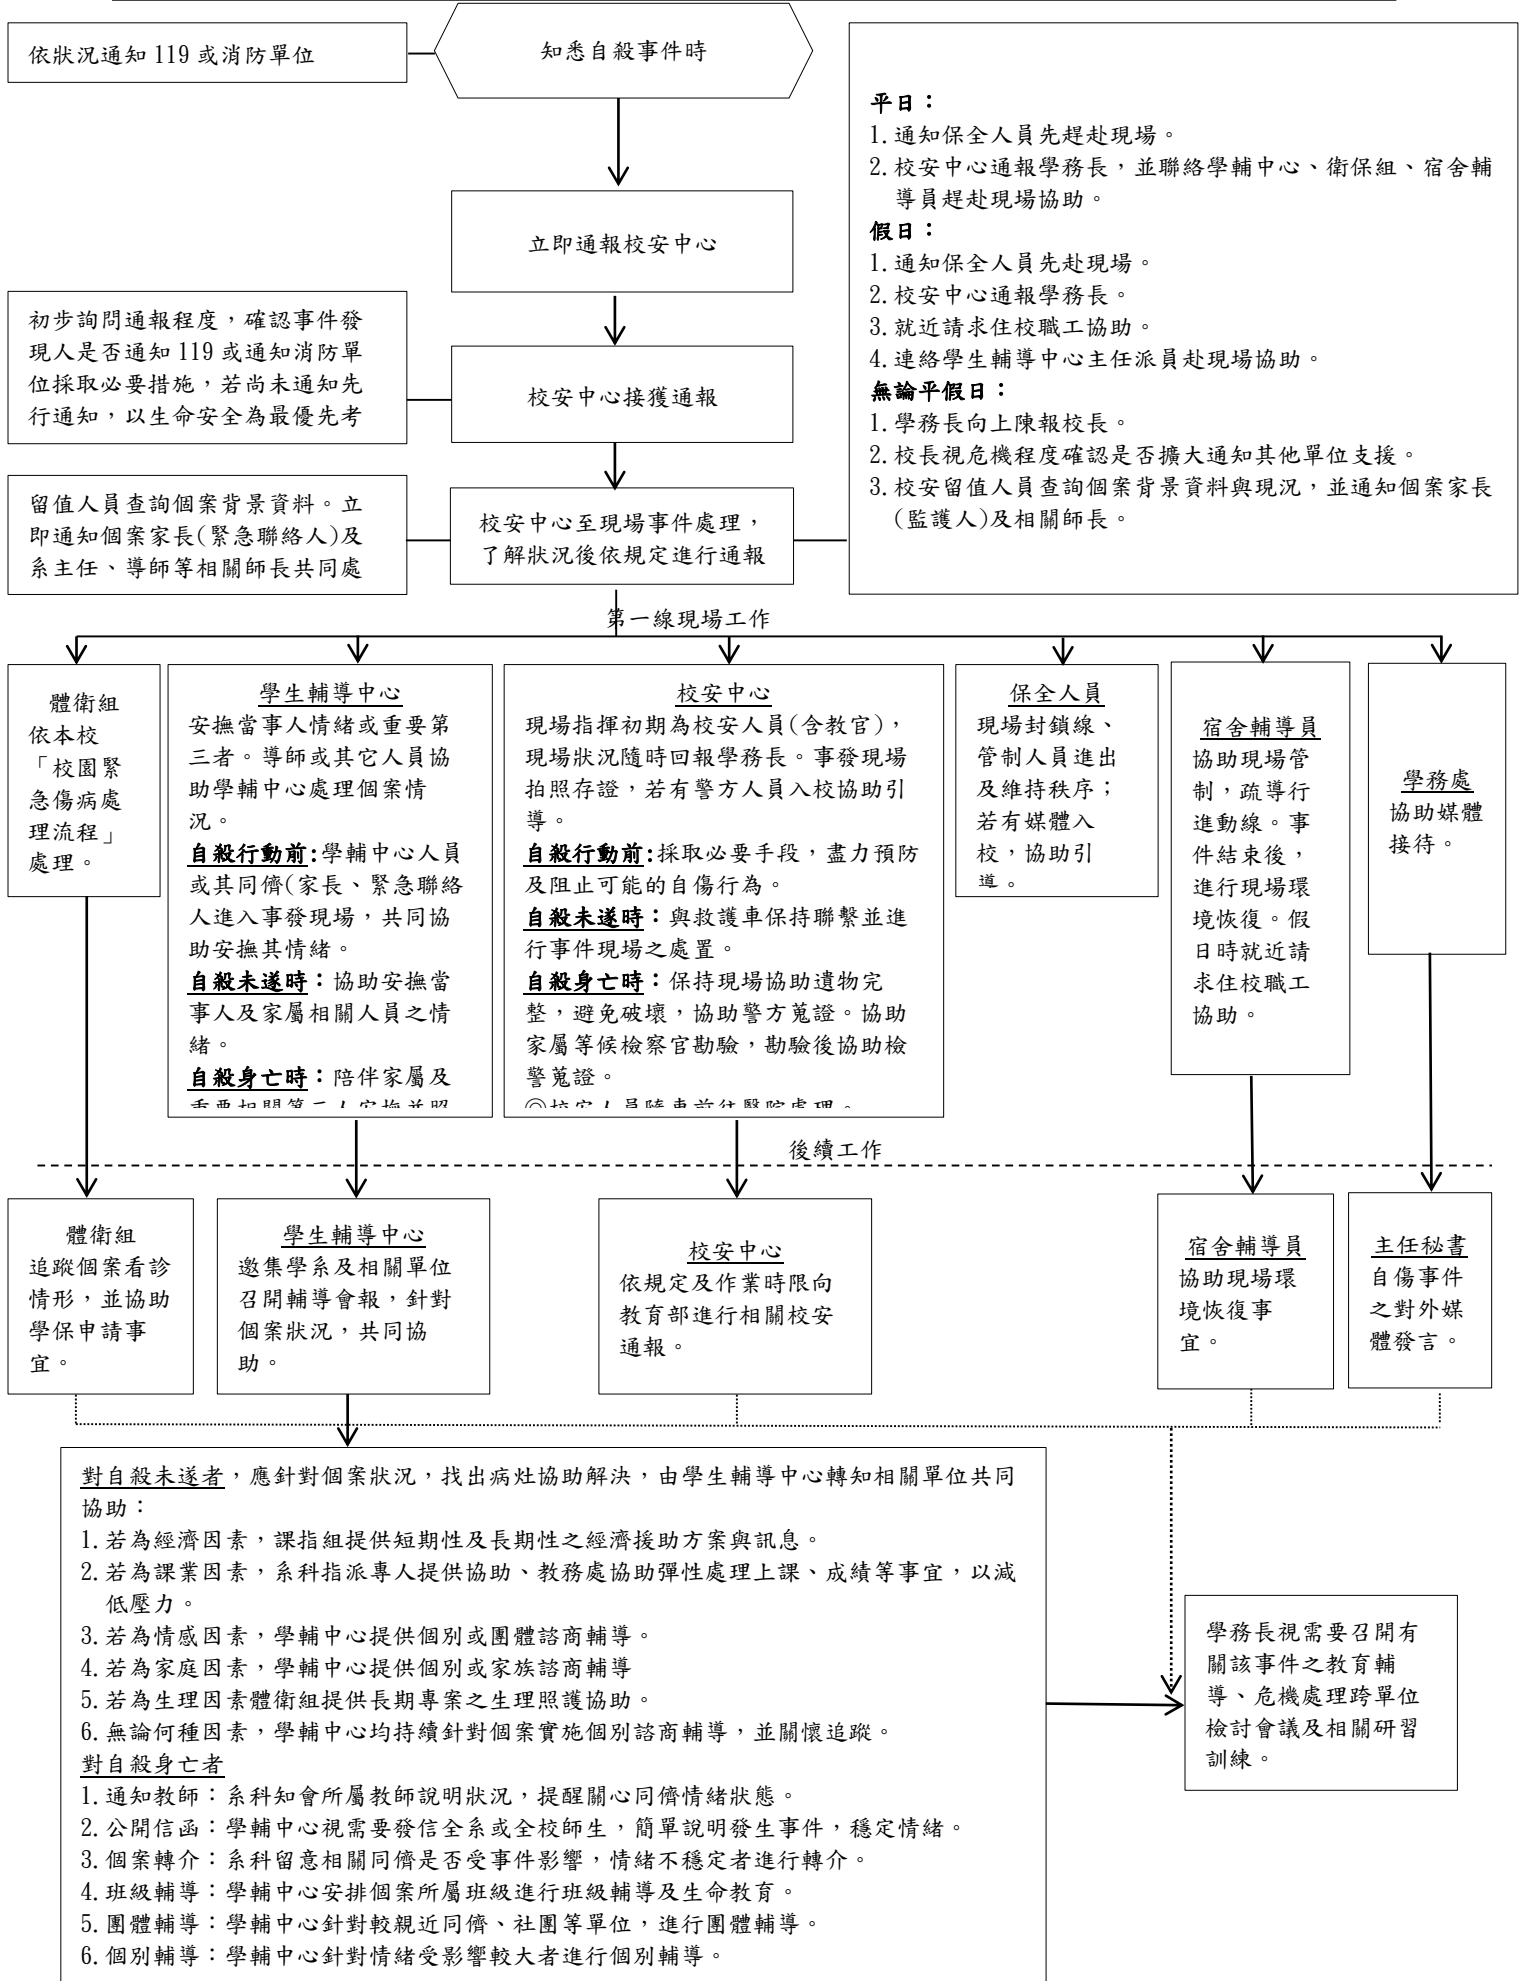 依狀況通知 119 或消防單位
知悉自殺事件時
平日：
1.通知保全人員先趕赴現場。
2.校安中心通報學務長，並聯絡學輔中心、衛保組、宿舍輔
導員趕赴現場協助。
假日：
1.通知保全人員先赴現場。
2.校安中心通報學務長。
3.就近請求住校職工協助。
4.連絡學生輔導中心主任派員赴現場協助。
無論平假日：
1.學務長向上陳報校長。
2.校長視危機程度確認是否擴大通知其他單位支援。
3.校安留值人員查詢個案背景資料與現況，並通知個案家長
(監護人)及相關師長。
立即通報校安中心
初步詢問通報程度，確認事件發
現人是否通知 119 或通知消防單
位採取必要措施，若尚未通知先
行通知，以生命安全為最優先考
校安中心接獲通報
留值人員查詢個案背景資料。立
即通知個案家長(緊急聯絡人)及
系主任、導師等相關師長共同處
校安中心至現場事件處理，
了解狀況後依規定進行通報
第一線現場工作
體衛組
依本校
「校園緊
急傷病處
理流程」
處理。
學生輔導中心
安撫當事人情緒或重要第
三者。導師或其它人員協
助學輔中心處理個案情
況。
自殺行動前:學輔中心人員
或其同儕(家長、緊急聯絡
人進入事發現場，共同協
助安撫其情緒。
自殺未遂時：協助安撫當
事人及家屬相關人員之情
緒。
自殺身亡時：陪伴家屬及
重要相關第三人安撫並照
校安中心
現場指揮初期為校安人員(含教官)，
現場狀況隨時回報學務長。事發現場
拍照存證，若有警方人員入校協助引
導。
自殺行動前:採取必要手段，盡力預防
及阻止可能的自傷行為。
自殺未遂時：與救護車保持聯繫並進
行事件現場之處置。
自殺身亡時：保持現場協助遺物完
整，避免破壞，協助警方蒐證。協助
家屬等候檢察官勘驗，勘驗後協助檢
警蒐證。
◎校安人員隨車前往醫院處理。
保全人員
現場封鎖線、
管制人員進出
及維持秩序；
若有媒體入
校，協助引
導。
宿舍輔導員
協助現場管
制，疏導行
進動線。事
件結束後，
進行現場環
境恢復。假
日時就近請
求住校職工
協助。
學務處
協助媒體
接待。
後續工作
體衛組
追蹤個案看診
情形，並協助
學保申請事
宜。
學生輔導中心
邀集學系及相關單位
召開輔導會報，針對
個案狀況，共同協
助。
校安中心
依規定及作業時限向
教育部進行相關校安
通報。
宿舍輔導員
協助現場環
境恢復事
宜。
主任秘書
自傷事件
之對外媒
體發言。
對自殺未遂者，應針對個案狀況，找出病灶協助解決，由學生輔導中心轉知相關單位共同
協助：
1.若為經濟因素，課指組提供短期性及長期性之經濟援助方案與訊息。
2.若為課業因素，系科指派專人提供協助、教務處協助彈性處理上課、成績等事宜，以減
低壓力。
3.若為情感因素，學輔中心提供個別或團體諮商輔導。
4.若為家庭因素，學輔中心提供個別或家族諮商輔導
5.若為生理因素體衛組提供長期專案之生理照護協助。
6.無論何種因素，學輔中心均持續針對個案實施個別諮商輔導，並關懷追蹤。
對自殺身亡者
1.通知教師：系科知會所屬教師說明狀況，提醒關心同儕情緒狀態。
2.公開信函：學輔中心視需要發信全系或全校師生，簡單說明發生事件，穩定情緒。
3.個案轉介：系科留意相關同儕是否受事件影響，情緒不穩定者進行轉介。
4.班級輔導：學輔中心安排個案所屬班級進行班級輔導及生命教育。
5.團體輔導：學輔中心針對較親近同儕、社團等單位，進行團體輔導。
6.個別輔導：學輔中心針對情緒受影響較大者進行個別輔導。
學務長視需要召開有
關該事件之教育輔
導、危機處理跨單位
檢討會議及相關研習
訓練。